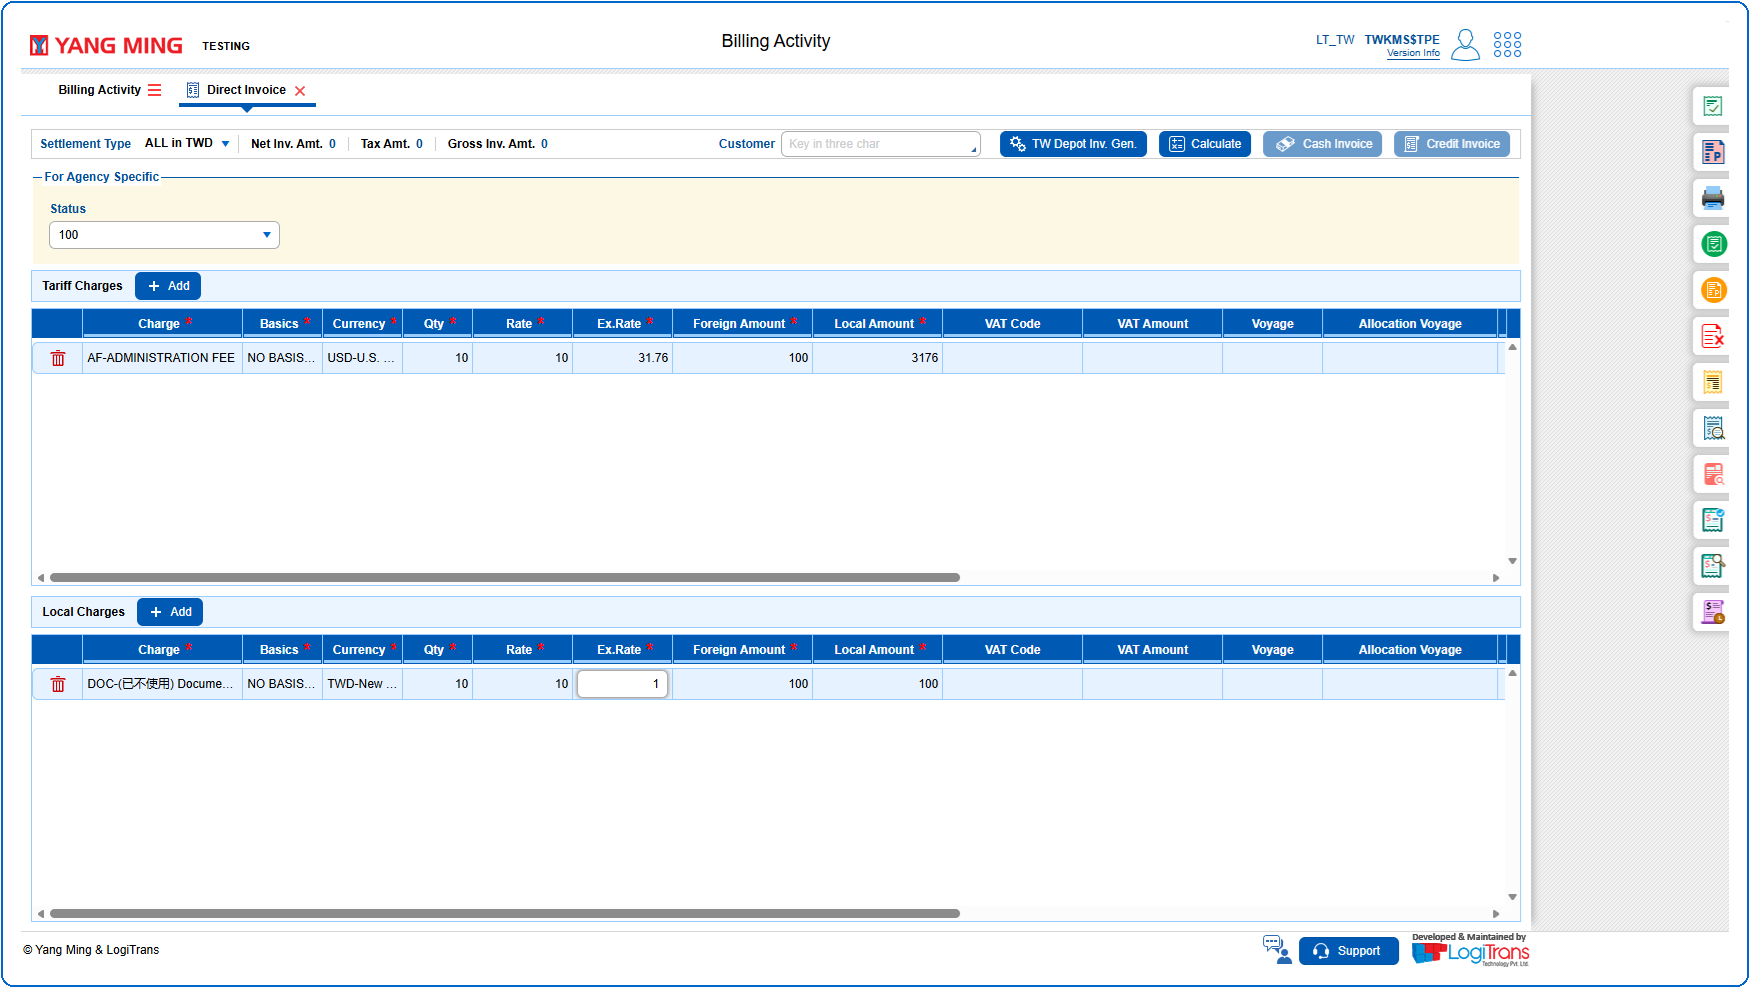 YANG MING TESTING
Billing Activity
LT_TW TWKMS$TPE
Version Info
Billing Activity
Direct Invoice
Settlement Type ALL in TWD Net Inv. Amt. 0 Tax Amt. 0 Gross Inv. Amt. 0 Customer Key in three char TW Depot Inv. Gen. Calculate Cash Invoice Credit Invoice
For Agency Specific
Status
100
Tariff Charges + Add
Charge * Basics * Currency * Qty * Rate * Ex.Rate * Foreign Amount * Local Amount * VAT Code VAT Amount Voyage Allocation Voyage
AF-ADMINISTRATION FEE NO BASIS... USD-U.S. ... 10 10 31.76 100 3176
Local Charges + Add
Charge * Basics * Currency * Qty * Rate * Ex.Rate * Foreign Amount * Local Amount * VAT Code VAT Amount Voyage Allocation Voyage
DOC-(已不使用) Docume... NO BASIS... TWD-New ... 10 10 1 100 100
© Yang Ming & LogiTrans
Support
Developed & Maintained by
LogiTrans
Technology Pvt. Ltd.